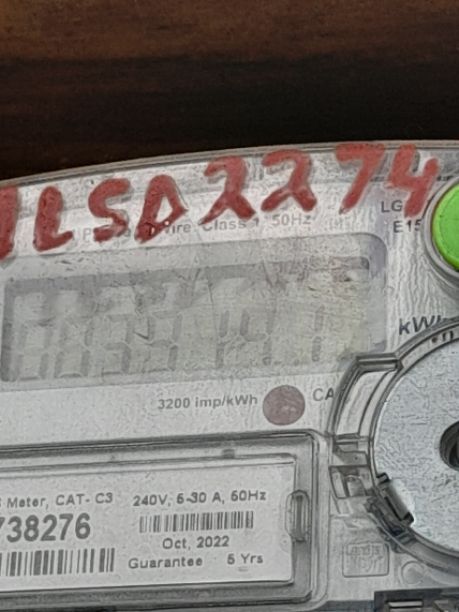 LSD2274
Class 1, 50Hz
LG
E15
kWh
3200 imp/kWh
CA
Meter, CAT- C3
738276
240V, 5-30 A, 50Hz
Oct, 2022
Guarantee : 5 Yrs